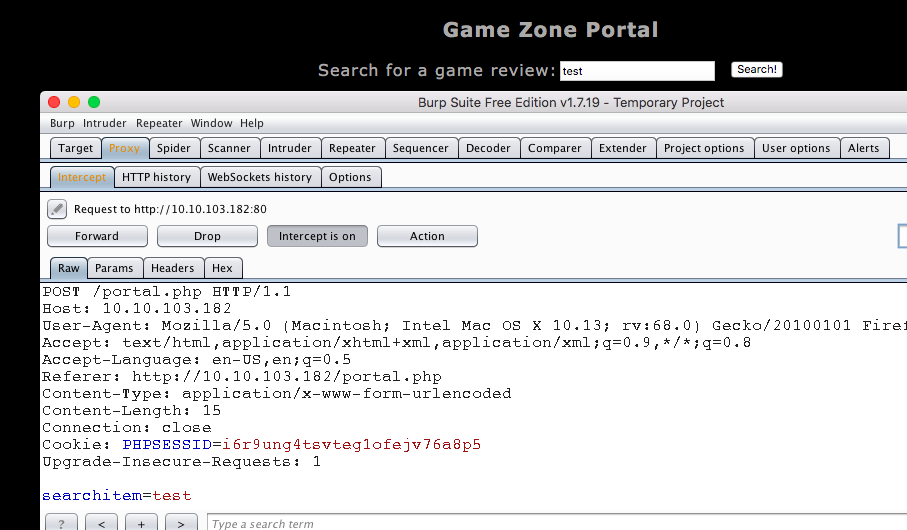 Game Zone Portal
Search for a game review: test Search!
Burp Suite Free Edition v1.7.19 - Temporary Project
Burp Intruder Repeater Window Help
Target Proxy Spider Scanner Intruder Repeater Sequencer Decoder Comparer Extender Project options User options Alerts
Intercept HTTP history WebSockets history Options
Request to http://10.10.103.182:80
Forward Drop Intercept is on Action
Raw Params Headers Hex
POST /portal.php HTTP/1.1
Host: 10.10.103.182
User-Agent: Mozilla/5.0 (Macintosh; Intel Mac OS X 10.13; rv:68.0) Gecko/20100101 Firef
Accept: text/html,application/xhtml+xml,application/xml;q=0.9,*/*;q=0.8
Accept-Language: en-US,en;q=0.5
Referer: http://10.10.103.182/portal.php
Content-Type: application/x-www-form-urlencoded
Content-Length: 15
Connection: close
Cookie: PHPSESSID=i6r9ung4tsvteg1ofejv76a8p5
Upgrade-Insecure-Requests: 1
searchitem=test
? < + > Type a search term